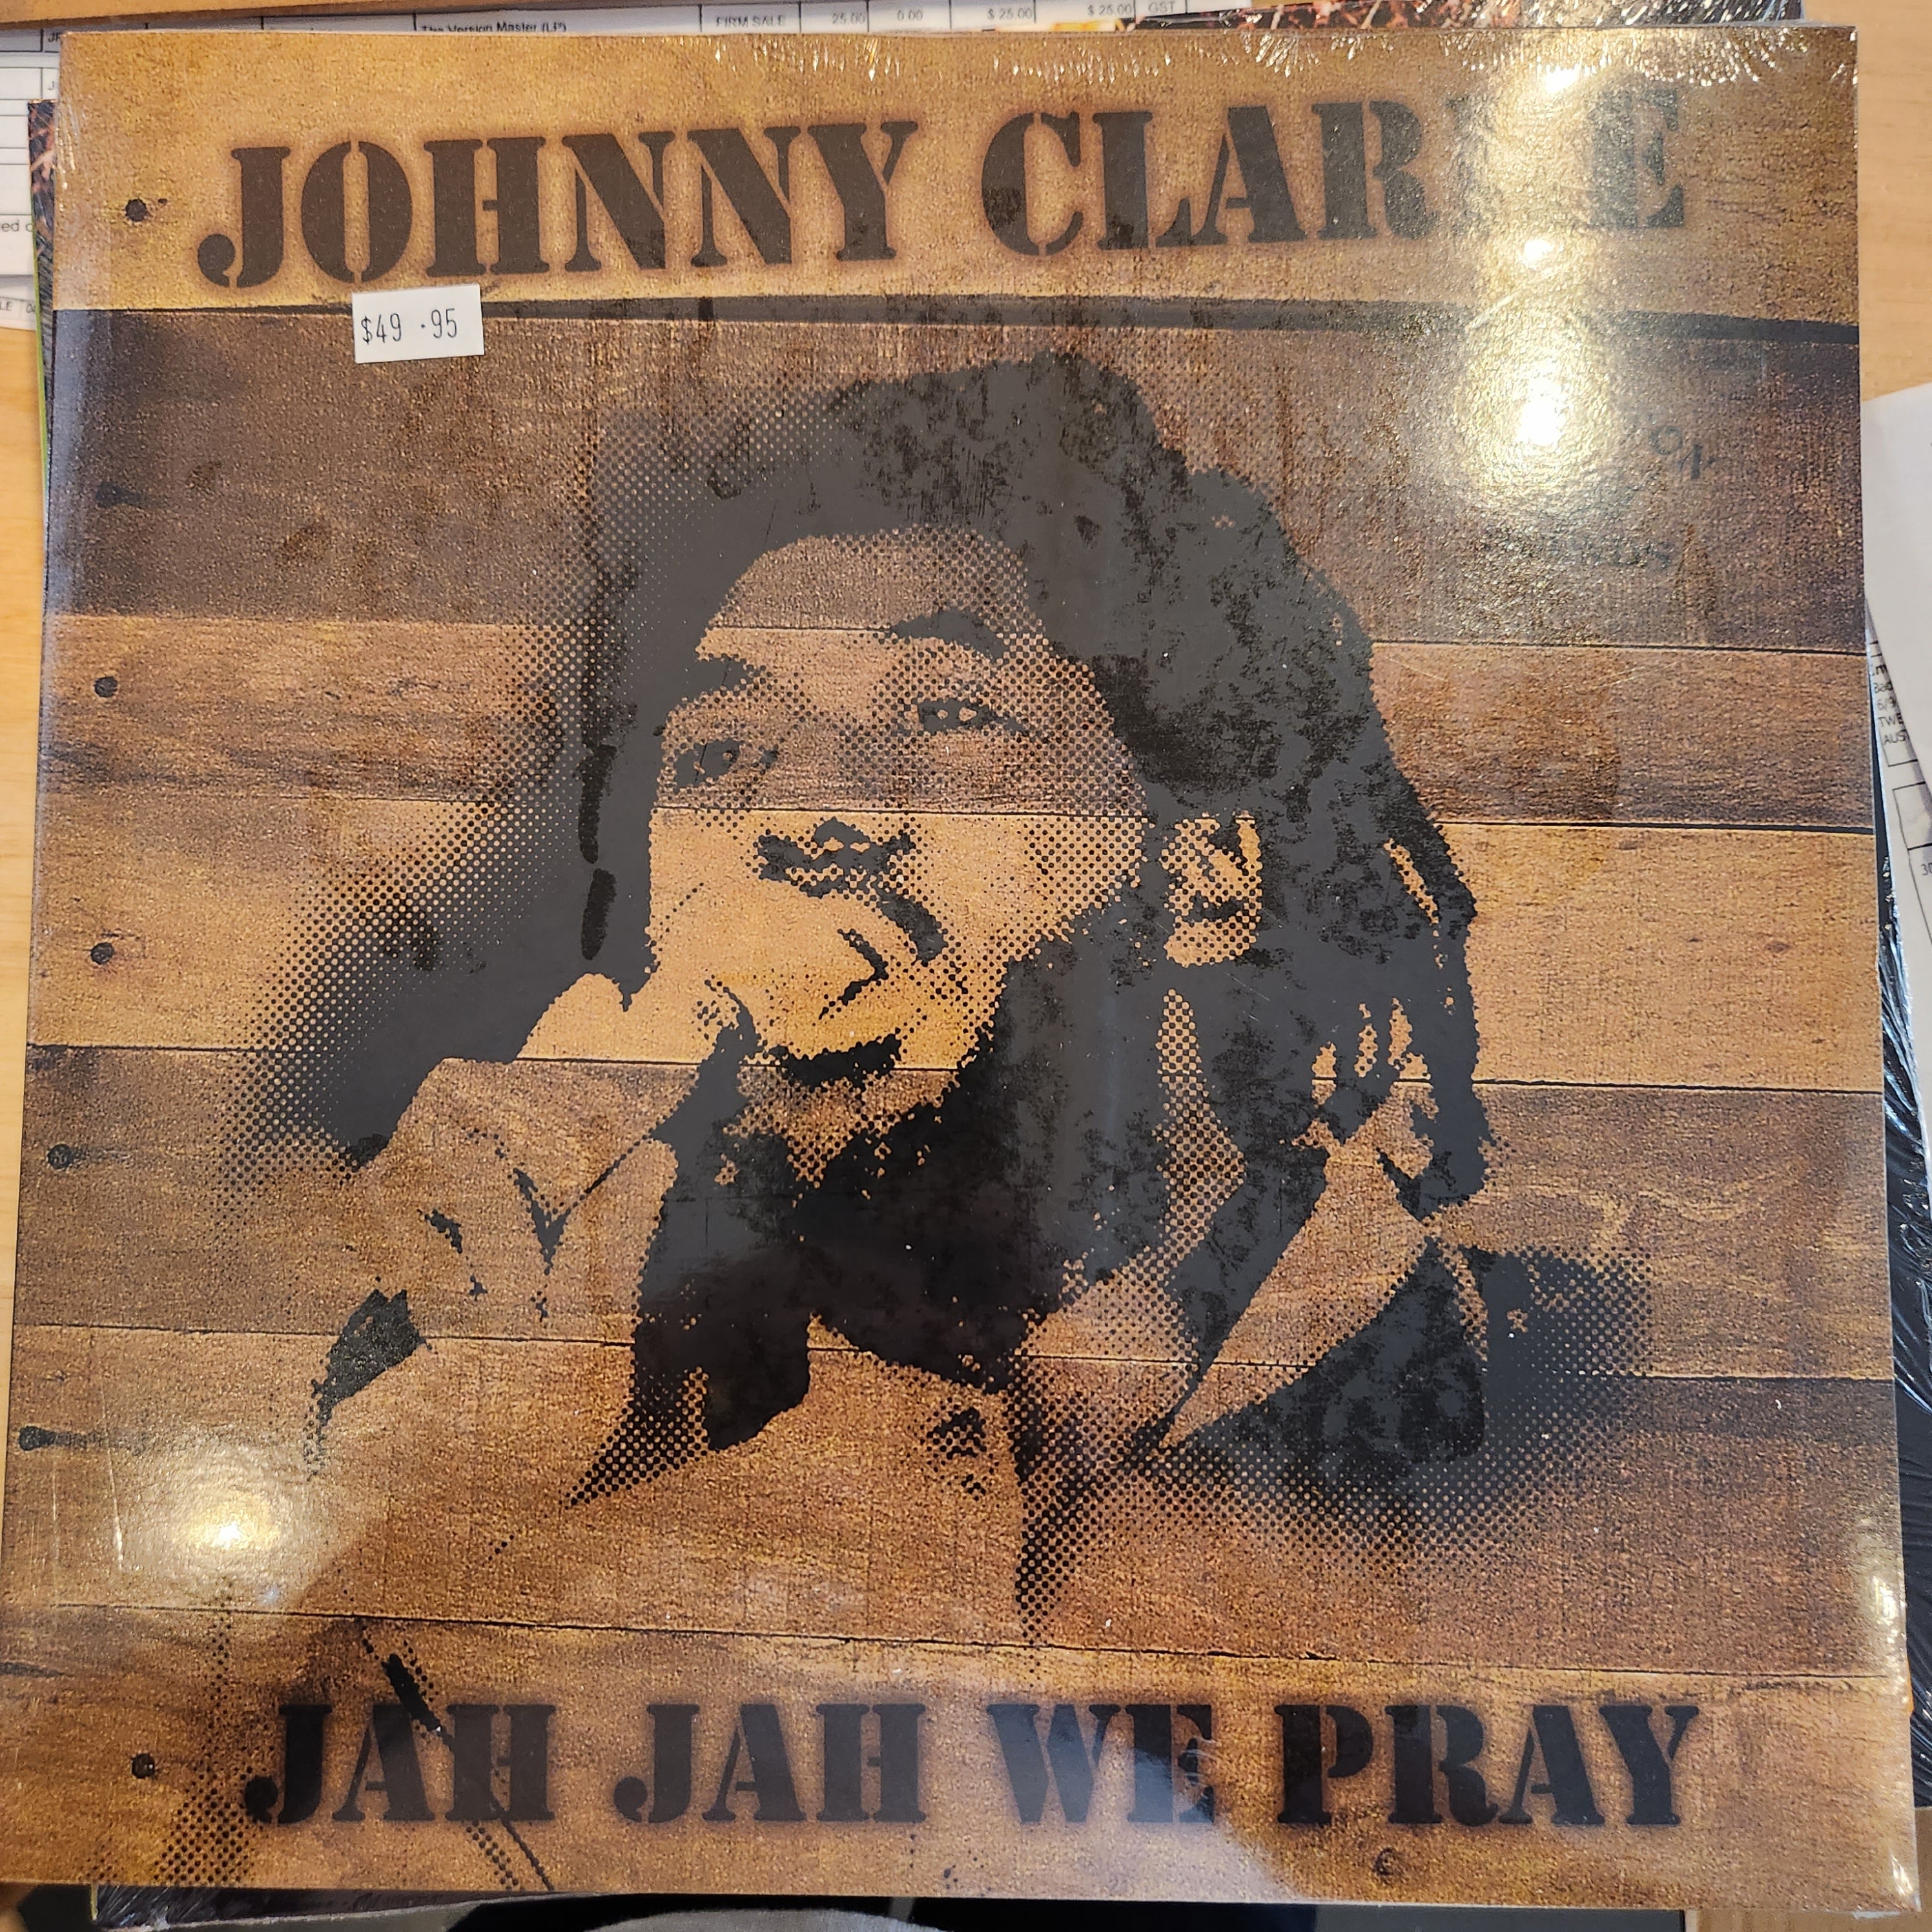 The Version Master (LP) FIRM SALE 25.00 0.00 $ 25.00 $ 25.00 GST
JOHNNY CLARKE
$49.95
JAH JAH WE PRAY